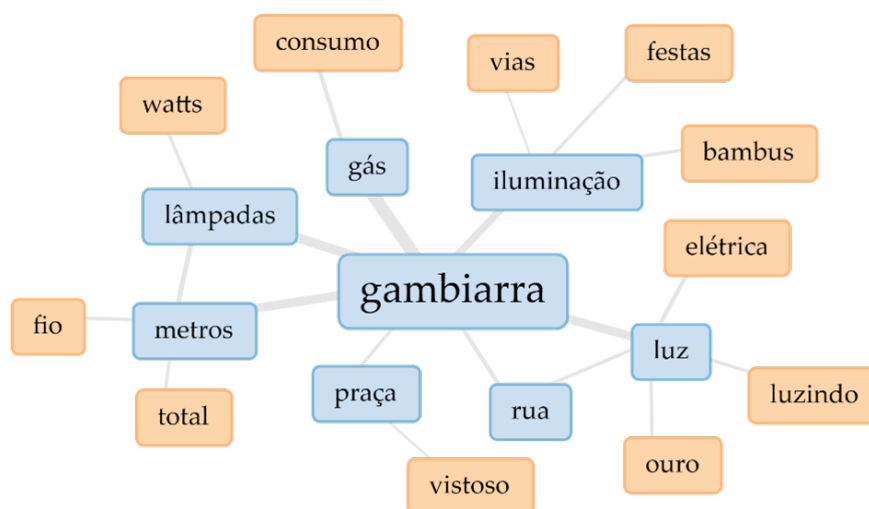 consumo
vias
festas
watts
gás
bambus
iluminação
lâmpadas
elétrica
gambiarra
fio
metros
luz
praça
rua
luzindo
total
ouro
vistoso